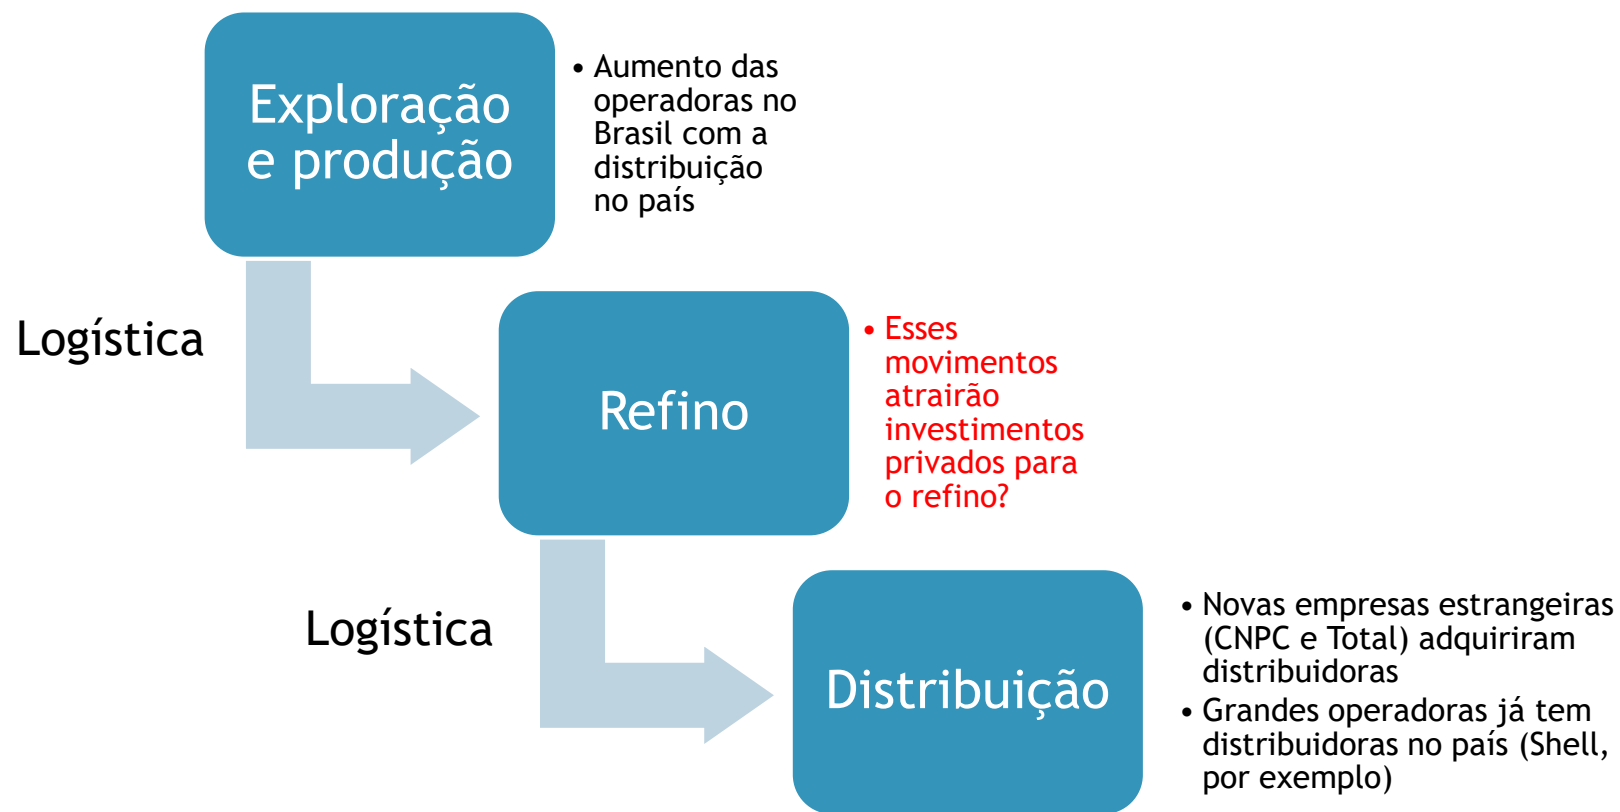 Exploração
e produção
• Aumento das
operadoras no
Brasil com a
distribuição
no país
Logística
Refino
• Esses
movimentos
atrairão
investimentos
privados para
o refino?
Logística
Distribuição
• Novas empresas estrangeiras
(CNPC e Total) adquiriram
distribuidoras
• Grandes operadoras já tem
distribuidoras no país (Shell,
por exemplo)